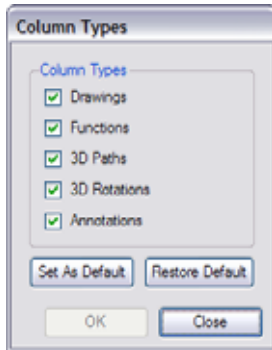 Column Types
Column Types
Drawings
Functions
3D Paths
3D Rotations
Annotations
Set As Default Restore Default
OK Close